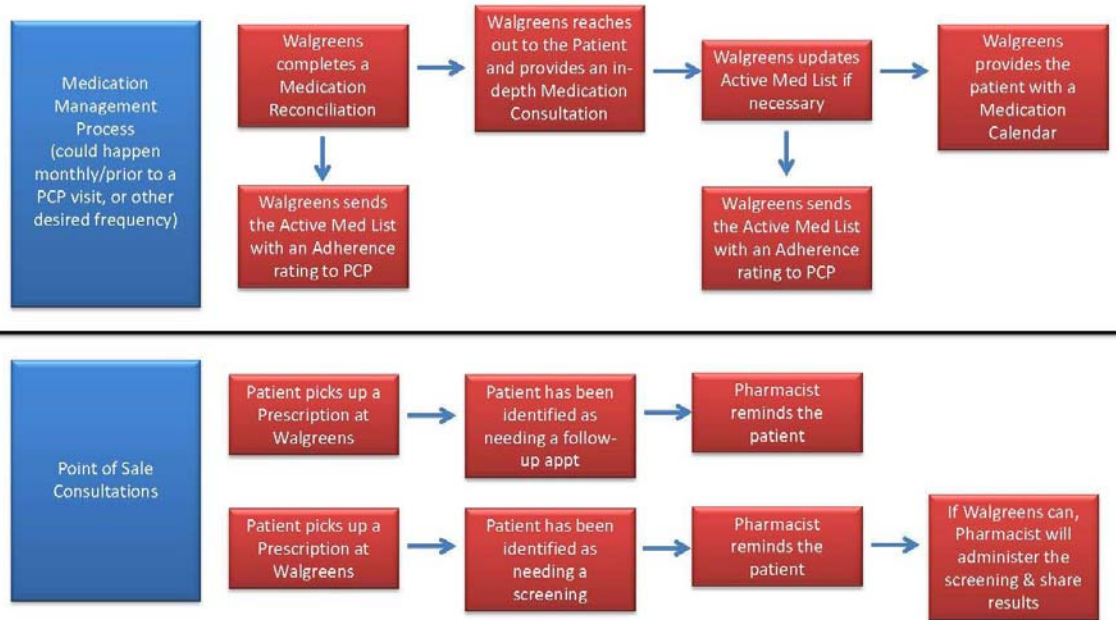 Medication
Management
Process
(could happen
monthly/prior to a
PCP visit, or other
desired frequency)
Walgreens
completes a
Medication
Reconciliation
Walgreens reaches
out to the Patient
and provides an in-
depth Medication
Consultation
Walgreens updates
Active Med List if
necessary
Walgreens
provides the
patient with a
Medication
Calendar
Walgreens sends
the Active Med List
with an Adherence
rating to PCP
Walgreens sends
the Active Med List
with an Adherence
rating to PCP
Point of Sale
Consultations
Patient picks up a
Prescription at
Walgreens
Patient has been
identified as
needing a follow-
up appt
Pharmacist
reminds the
patient
Patient picks up a
Prescription at
Walgreens
Patient has been
identified as
needing a
screening
Pharmacist
reminds the
patient
If Walgreens can,
Pharmacist will
administer the
screening & share
results